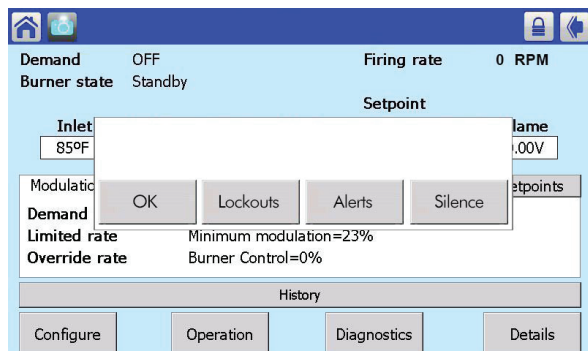 Demand OFF Firing rate 0 RPM
Burner state Standby
Setpoint
Inlet lame
85ºF .00V
Modulatio etpoints
OK Lockouts Alerts Silence
Demand
Limited rate Minimum modulation=23%
Override rate Burner Control=0%
History
Configure Operation Diagnostics Details